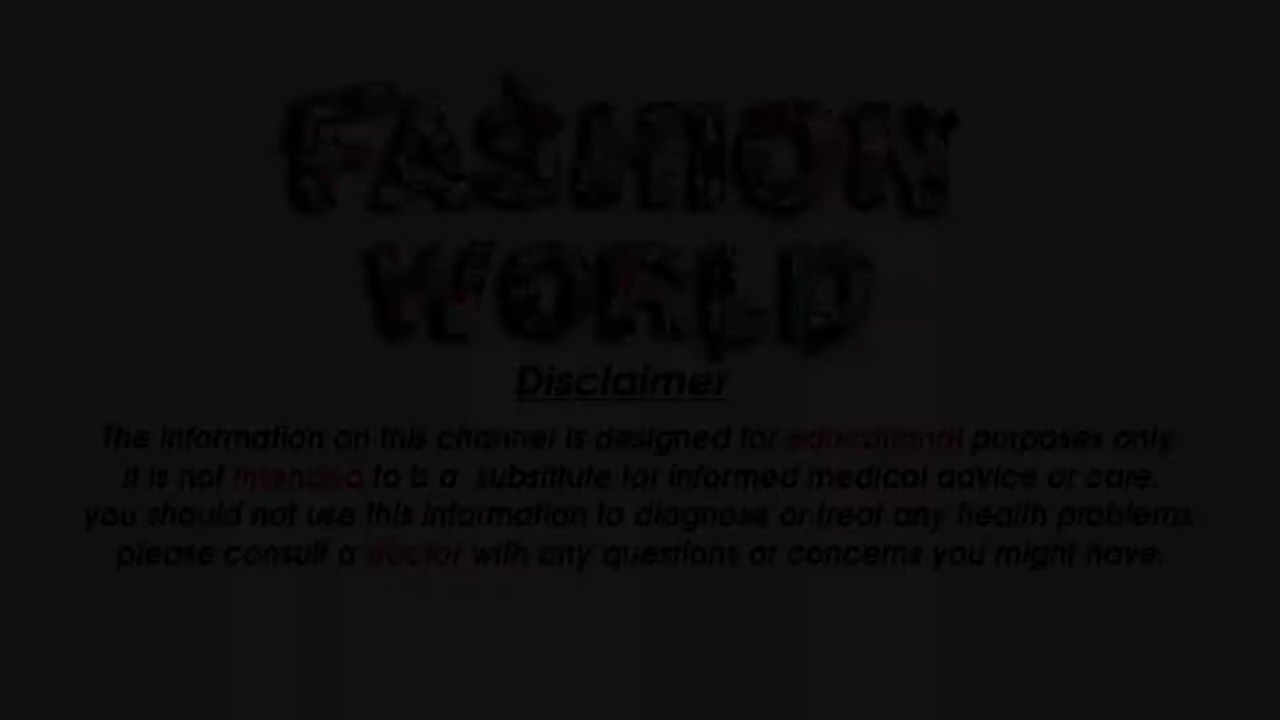 FASHION
WORLD
Disclaimer
The information on this channel is designed for educational purposes only
it is not intended to b a substitute for informed medical advice or care.
you should not use this information to diagnose or treat any health problems
please consult a doctor with any questions or concerns you might have.